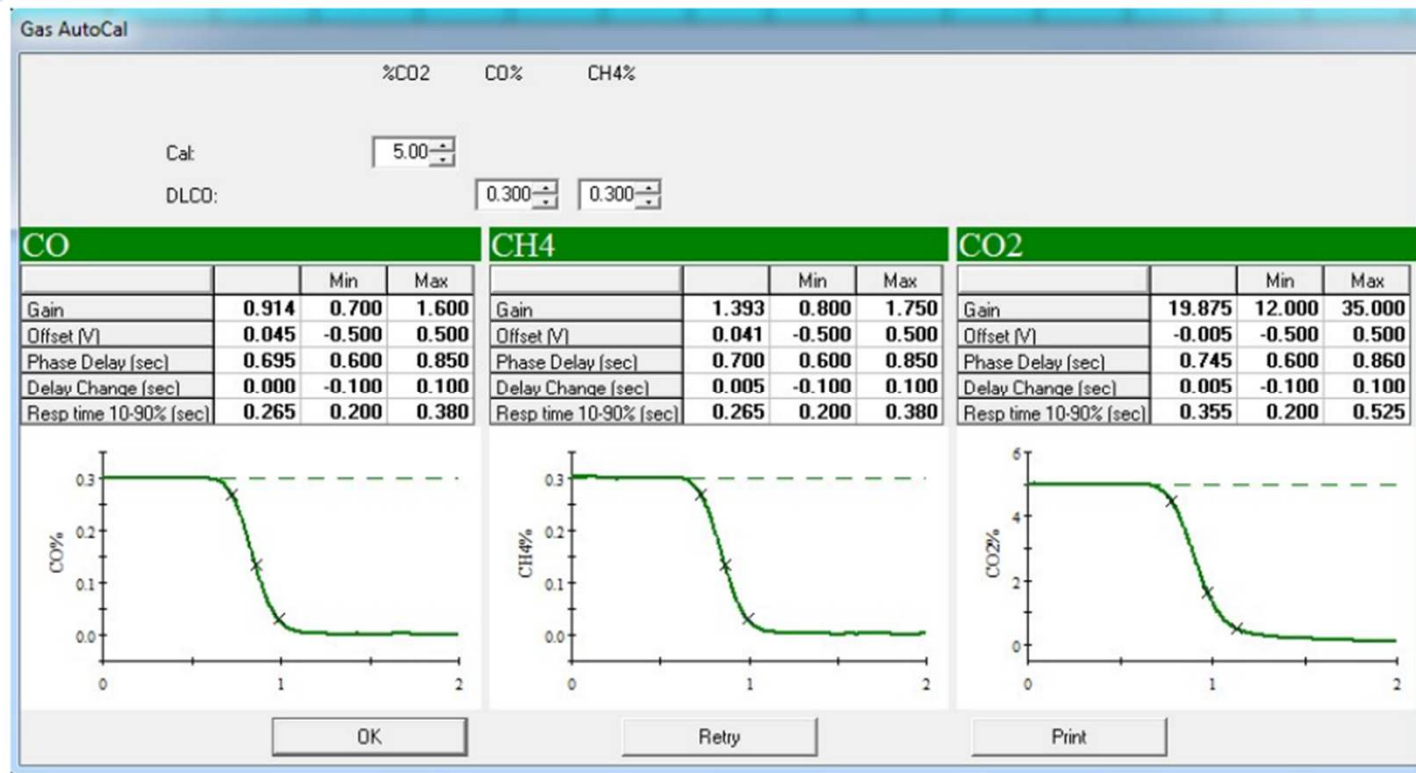 Gas AutoCal
%CO2 CO% CH4%
Cal: 5.00
DLCO: 0.300 0.300
CO
Min Max
Gain 0.914 0.700 1.600
Offset (V) 0.045 -0.500 0.500
Phase Delay (sec) 0.695 0.600 0.850
Delay Change (sec) 0.000 -0.100 0.100
Resp time 10-90% (sec) 0.265 0.200 0.380
CO%
0.3
0.2
0.1
0.0
0 1 2
CH4
Min Max
Gain 1.393 0.800 1.750
Offset (V) 0.041 -0.500 0.500
Phase Delay (sec) 0.700 0.600 0.850
Delay Change (sec) 0.005 -0.100 0.100
Resp time 10-90% (sec) 0.265 0.200 0.380
CH4%
0.3
0.2
0.1
0.0
0 1 2
CO2
Min Max
Gain 19.875 12.000 35.000
Offset (V) -0.005 -0.500 0.500
Phase Delay (sec) 0.745 0.600 0.860
Delay Change (sec) 0.005 -0.100 0.100
Resp time 10-90% (sec) 0.355 0.200 0.525
CO2%
6
4
2
0
0 1 2
OK Retry Print